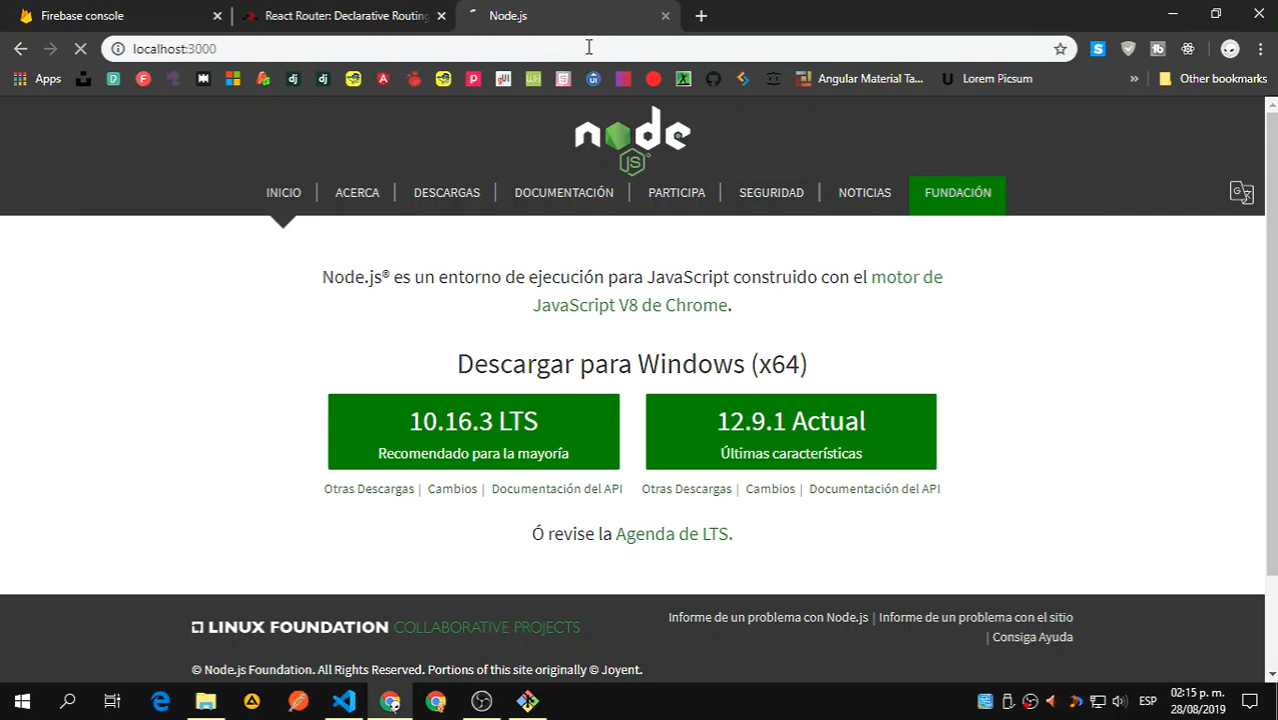 Firebase console
React Router: Declarative Routing
Node.js
localhost:3000
Apps
Angular Material Ta...
Lorem Picsum
»
Other bookmarks
node
JS
INICIO | ACERCA | DESCARGAS | DOCUMENTACIÓN | PARTICIPA | SEGURIDAD | NOTICIAS FUNDACIÓN
Node.js® es un entorno de ejecución para JavaScript construido con el motor de
JavaScript V8 de Chrome.
Descargar para Windows (x64)
10.16.3 LTS
Recomendado para la mayoría
12.9.1 Actual
Últimas características
Otras Descargas | Cambios | Documentación del API
Otras Descargas | Cambios | Documentación del API
Ó revise la Agenda de LTS.
LINUX FOUNDATION COLLABORATIVE PROJECTS
Informe de un problema con Node.js | Informe de un problema con el sitio
| Consiga Ayuda
© Node.js Foundation. All Rights Reserved. Portions of this site originally © Joyent.
ESP
02:15 p. m.
28/08/2019